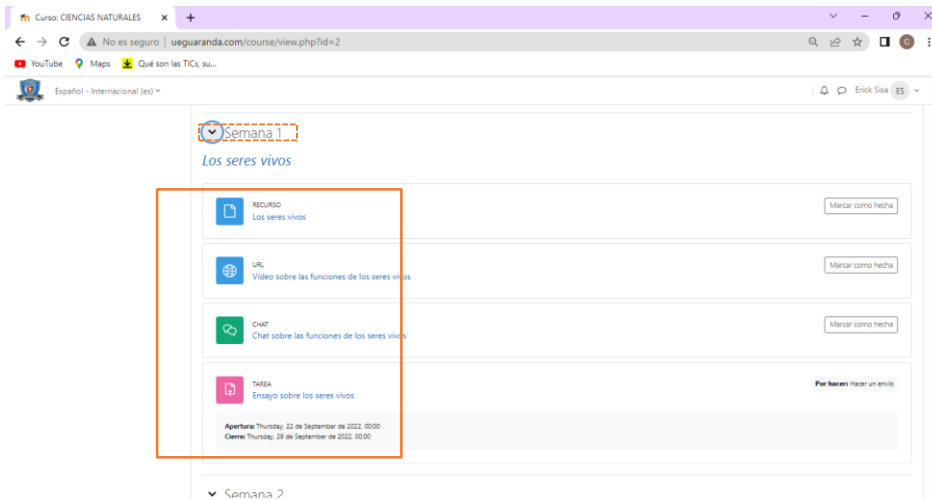 Curso: CIENCIAS NATURALES
No es seguro | ueguaranda.com/course/view.php?id=2
YouTube Maps Qué son las TICs, su...
Español - Internacional (es) Erick Sisa ES
Semana 1
Los seres vivos
RECURSO
Los seres vivos
Marcar como hecha
URL
Vídeo sobre las funciones de los seres vivos
Marcar como hecha
CHAT
Chat sobre las funciones de los seres vivos
Marcar como hecha
TAREA
Ensayo sobre los seres vivos
Por hacer: Hacer un envío
Apertura: Thursday, 22 de September de 2022, 00:00
Cierre: Thursday, 29 de September de 2022, 00:00
Semana 2